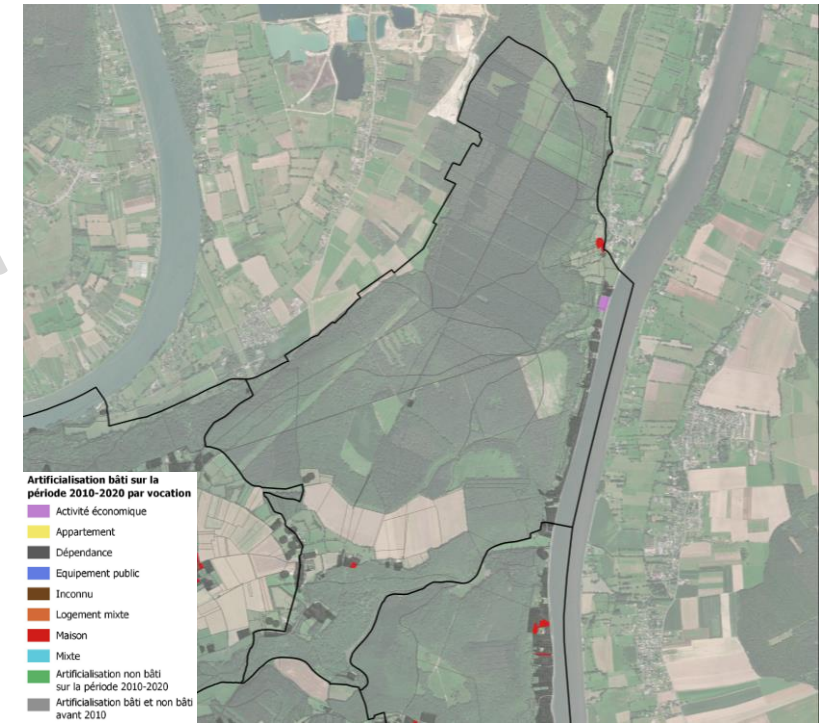 Artificialisation bâti sur la
période 2010-2020 par vocation
Activité économique
Appartement
Dépendance
Equipement public
Inconnu
Logement mixte
Maison
Mixte
Artificialisation non bâti
sur la période 2010-2020
Artificialisation bâti et non bâti
avant 2010